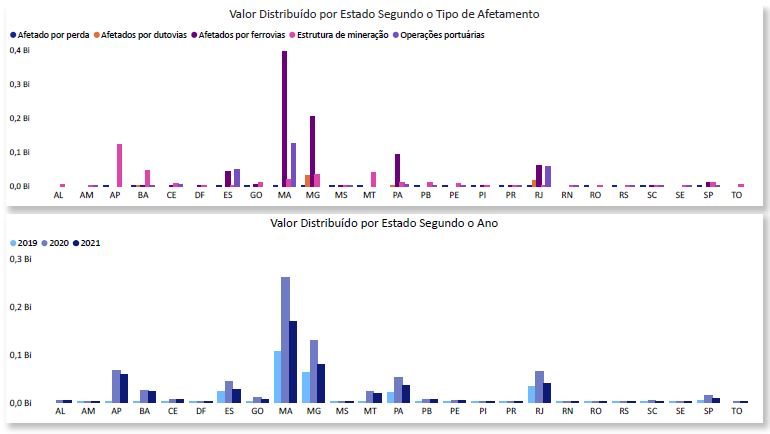 Valor Distribuído por Estado Segundo o Tipo de Afetamento
Afetado por perda Afetados por dutovias Afetados por ferrovias Estrutura de mineração Operações portuárias
0,4 Bi
0,3 Bi
0,2 Bi
0,1 Bi
0,0 Bi
AL AM AP BA CE DF ES GO MA MG MS MT PA PB PE PI PR RJ RN RO RS SC SE SP TO
Valor Distribuído por Estado Segundo o Ano
2019 2020 2021
0,3 Bi
0,2 Bi
0,1 Bi
0,0 Bi
AL AM AP BA CE DF ES GO MA MG MS MT PA PB PE PI PR RJ RN RO RS SC SE SP TO